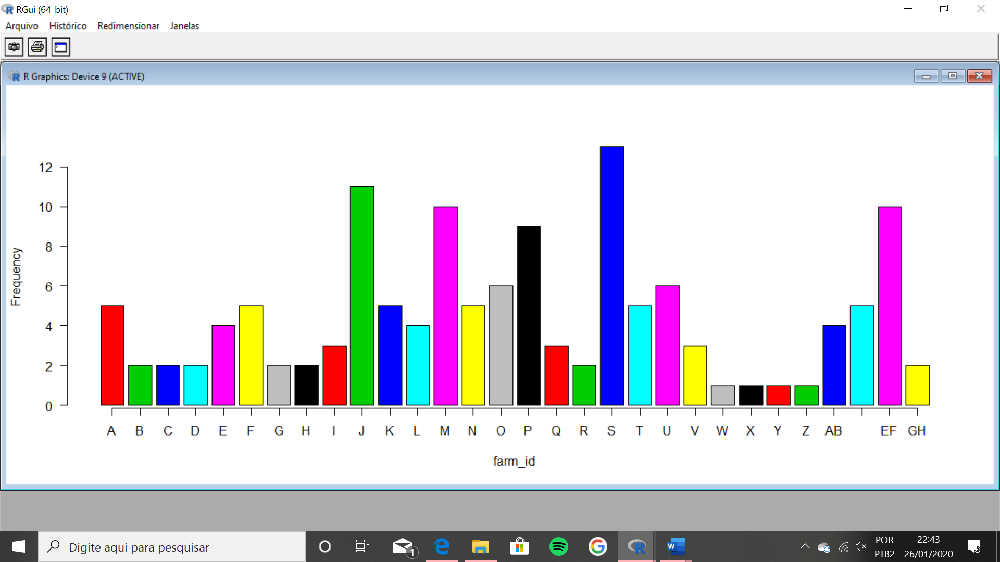 RGui (64-bit)
Arquivo Histórico Redimensionar Janelas
R Graphics: Device 9 (ACTIVE)
Frequency
12
10
8
6
4
2
0
A B C D E F G H I J K L M N O P Q R S T U V W X Y Z AB EF GH
farm_id
Digite aqui para pesquisar
1
POR
PTB2
22:43
26/01/2020